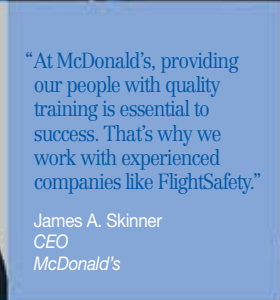 “At McDonald’s, providing
our people with quality
training is essential to
success. That’s why we
work with experienced
companies like FlightSafety.”
James A. Skinner
CEO
McDonald’s